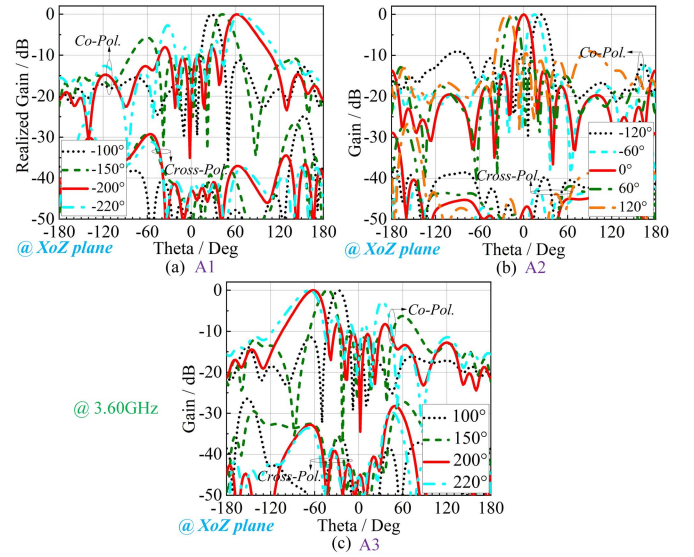 0
-10
-20
-30
-40
-50
Realized Gain / dB
Co-Pol.
Cross-Pol.
-100°
-150°
-200°
-220°
-180 -120 -60 0 60 120 180
@ XoZ plane
Theta / Deg
(a) A1
0
-10
-20
-30
-40
-50
Gain / dB
Co-Pol.
Cross-Pol.
-120°
-60°
0°
60°
120°
-180 -120 -60 0 60 120 180
@ XoZ plane
Theta / Deg
(b) A2
@ 3.60GHz
0
-10
-20
-30
-40
-50
Gain / dB
Co-Pol.
Cross-Pol.
100°
150°
200°
220°
-180 -120 -60 0 60 120 180
@ XoZ plane
Theta / Deg
(c) A3